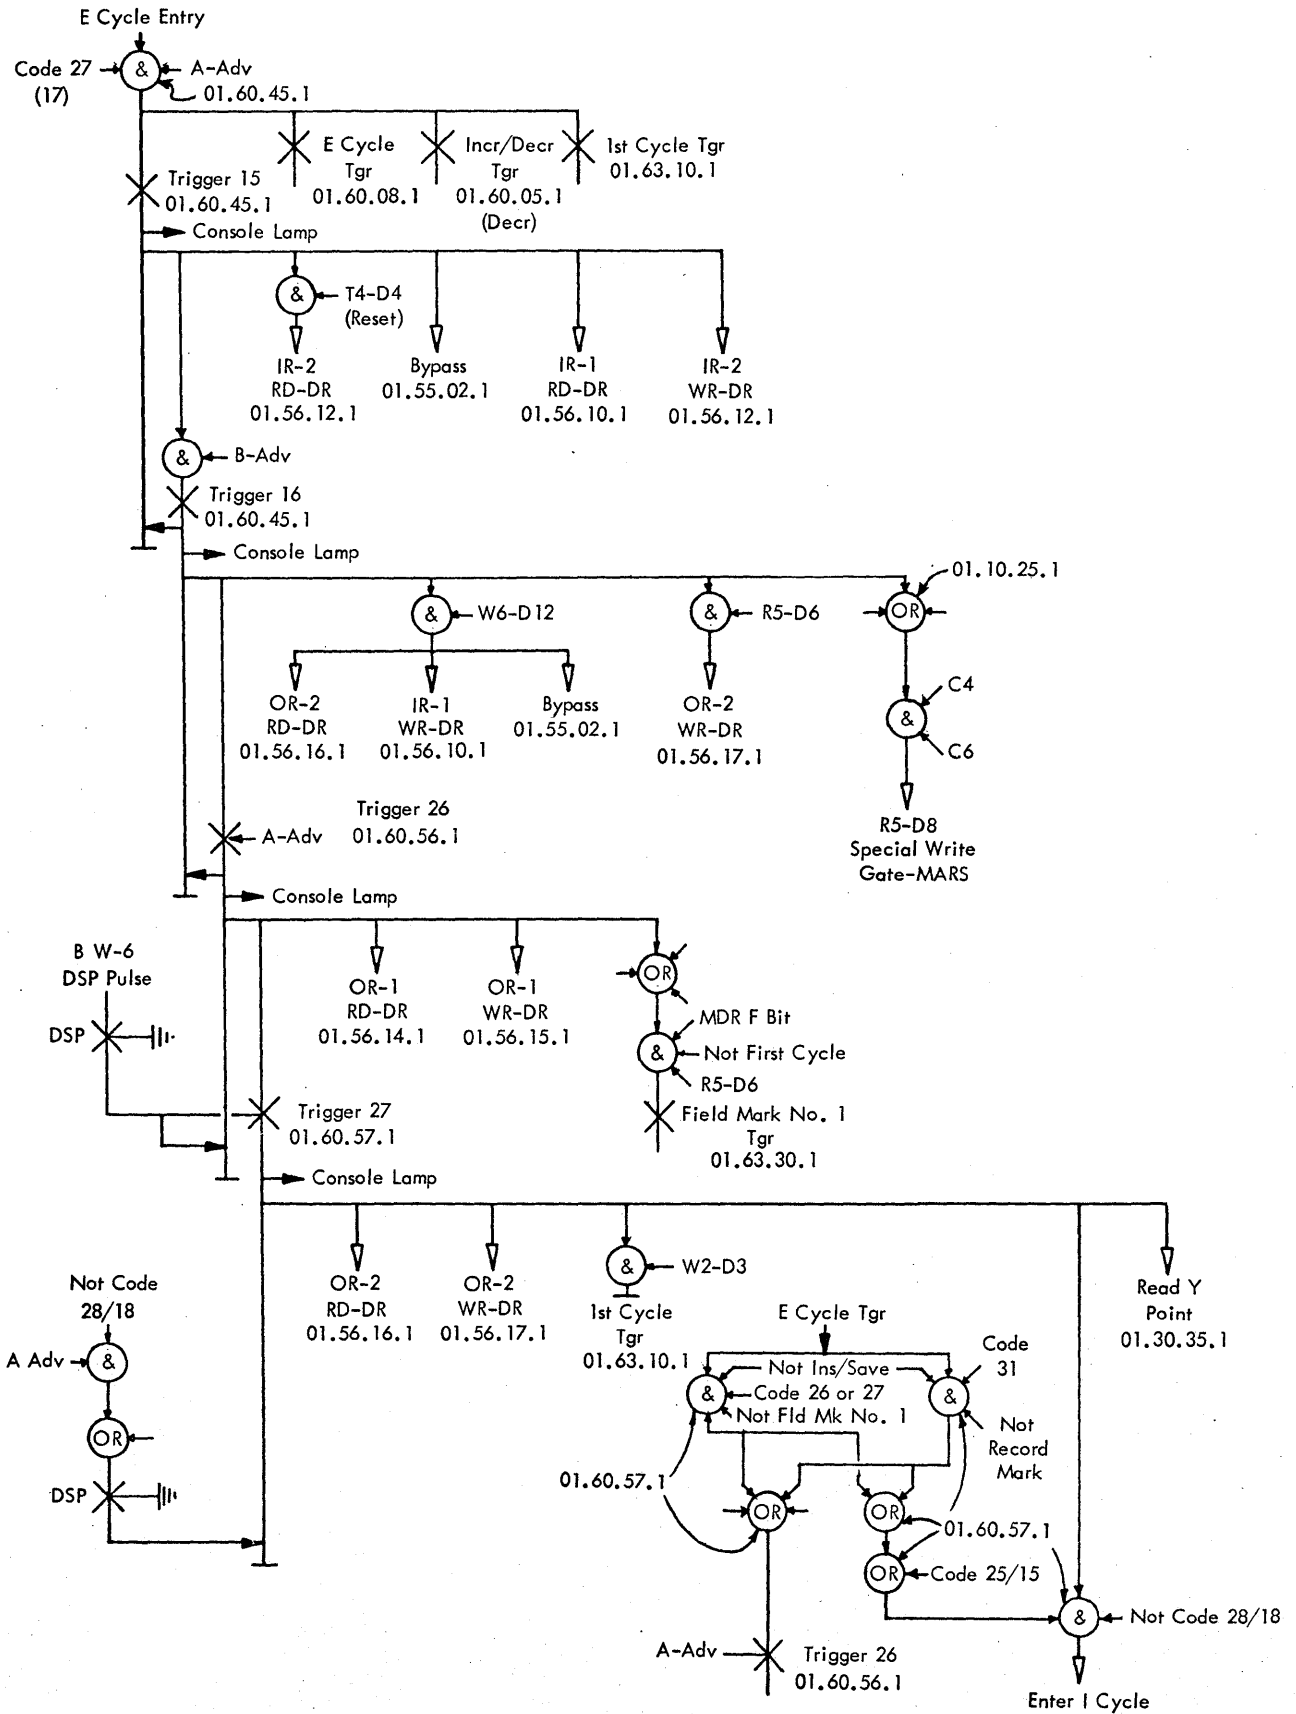 E Cycle Entry
Code 27
(17)
&
A-Adv
01.60.45.1
E Cycle
Tgr
01.60.08.1
Incr/Decr
Tgr
01.60.05.1
(Decr)
1st Cycle Tgr
01.63.10.1
Trigger 15
01.60.45.1
Console Lamp
&
T4-D4
(Reset)
IR-2
RD-DR
01.56.12.1
Bypass
01.55.02.1
IR-1
RD-DR
01.56.10.1
IR-2
WR-DR
01.56.12.1
&
B-Adv
Trigger 16
01.60.45.1
Console Lamp
&
W6-D12
&
R5-D6
OR
01.10.25.1
OR-2
RD-DR
01.56.16.1
IR-1
WR-DR
01.56.10.1
Bypass
01.55.02.1
OR-2
WR-DR
01.56.17.1
C4
&
C6
R5-D8
Special Write
Gate-MARS
Trigger 26
A-Adv
01.60.56.1
Console Lamp
B W-6
DSP Pulse
DSP
OR-1
RD-DR
01.56.14.1
OR-1
WR-DR
01.56.15.1
OR
MDR F Bit
&
Not First Cycle
R5-D6
Field Mark No. 1
Tgr
01.63.30.1
Trigger 27
01.60.57.1
Console Lamp
Not Code
28/18
A Adv
&
OR
DSP
OR-2
RD-DR
01.56.16.1
OR-2
WR-DR
01.56.17.1
&
W2-D3
1st Cycle
Tgr
01.63.10.1
Read Y
Point
01.30.35.1
E Cycle Tgr
Not Ins/Save
&
Code 26 or 27
Not Fld Mk No. 1
Code
31
&
Not
Record
Mark
01.60.57.1
OR
OR
01.60.57.1
OR
Code 25/15
&
Not Code 28/18
A-Adv
Trigger 26
01.60.56.1
Enter I Cycle